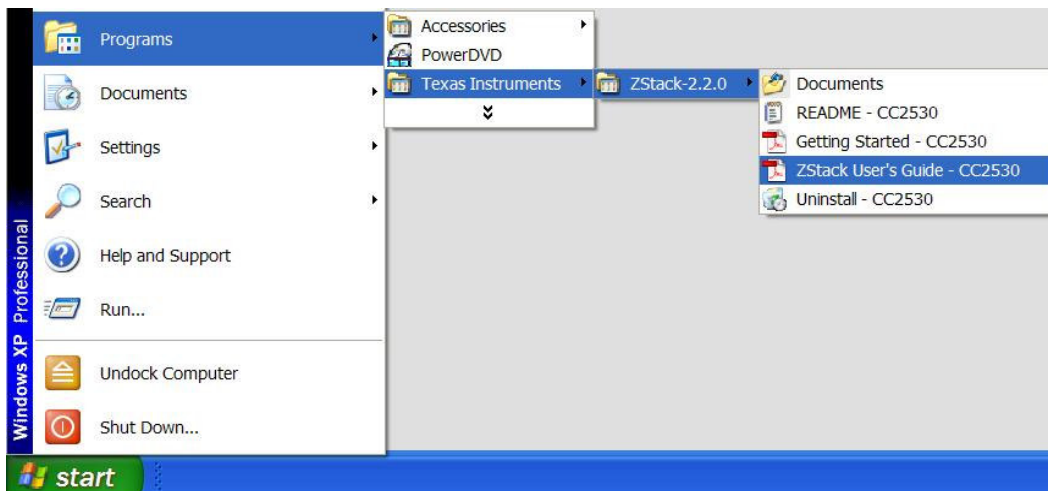 Programs
Documents
Settings
Search
Help and Support
Run...
Undock Computer
Shut Down...
Windows XP Professional
start
Accessories
PowerDVD
Texas Instruments
ZStack-2.2.0
Documents
README - CC2530
Getting Started - CC2530
ZStack User's Guide - CC2530
Uninstall - CC2530